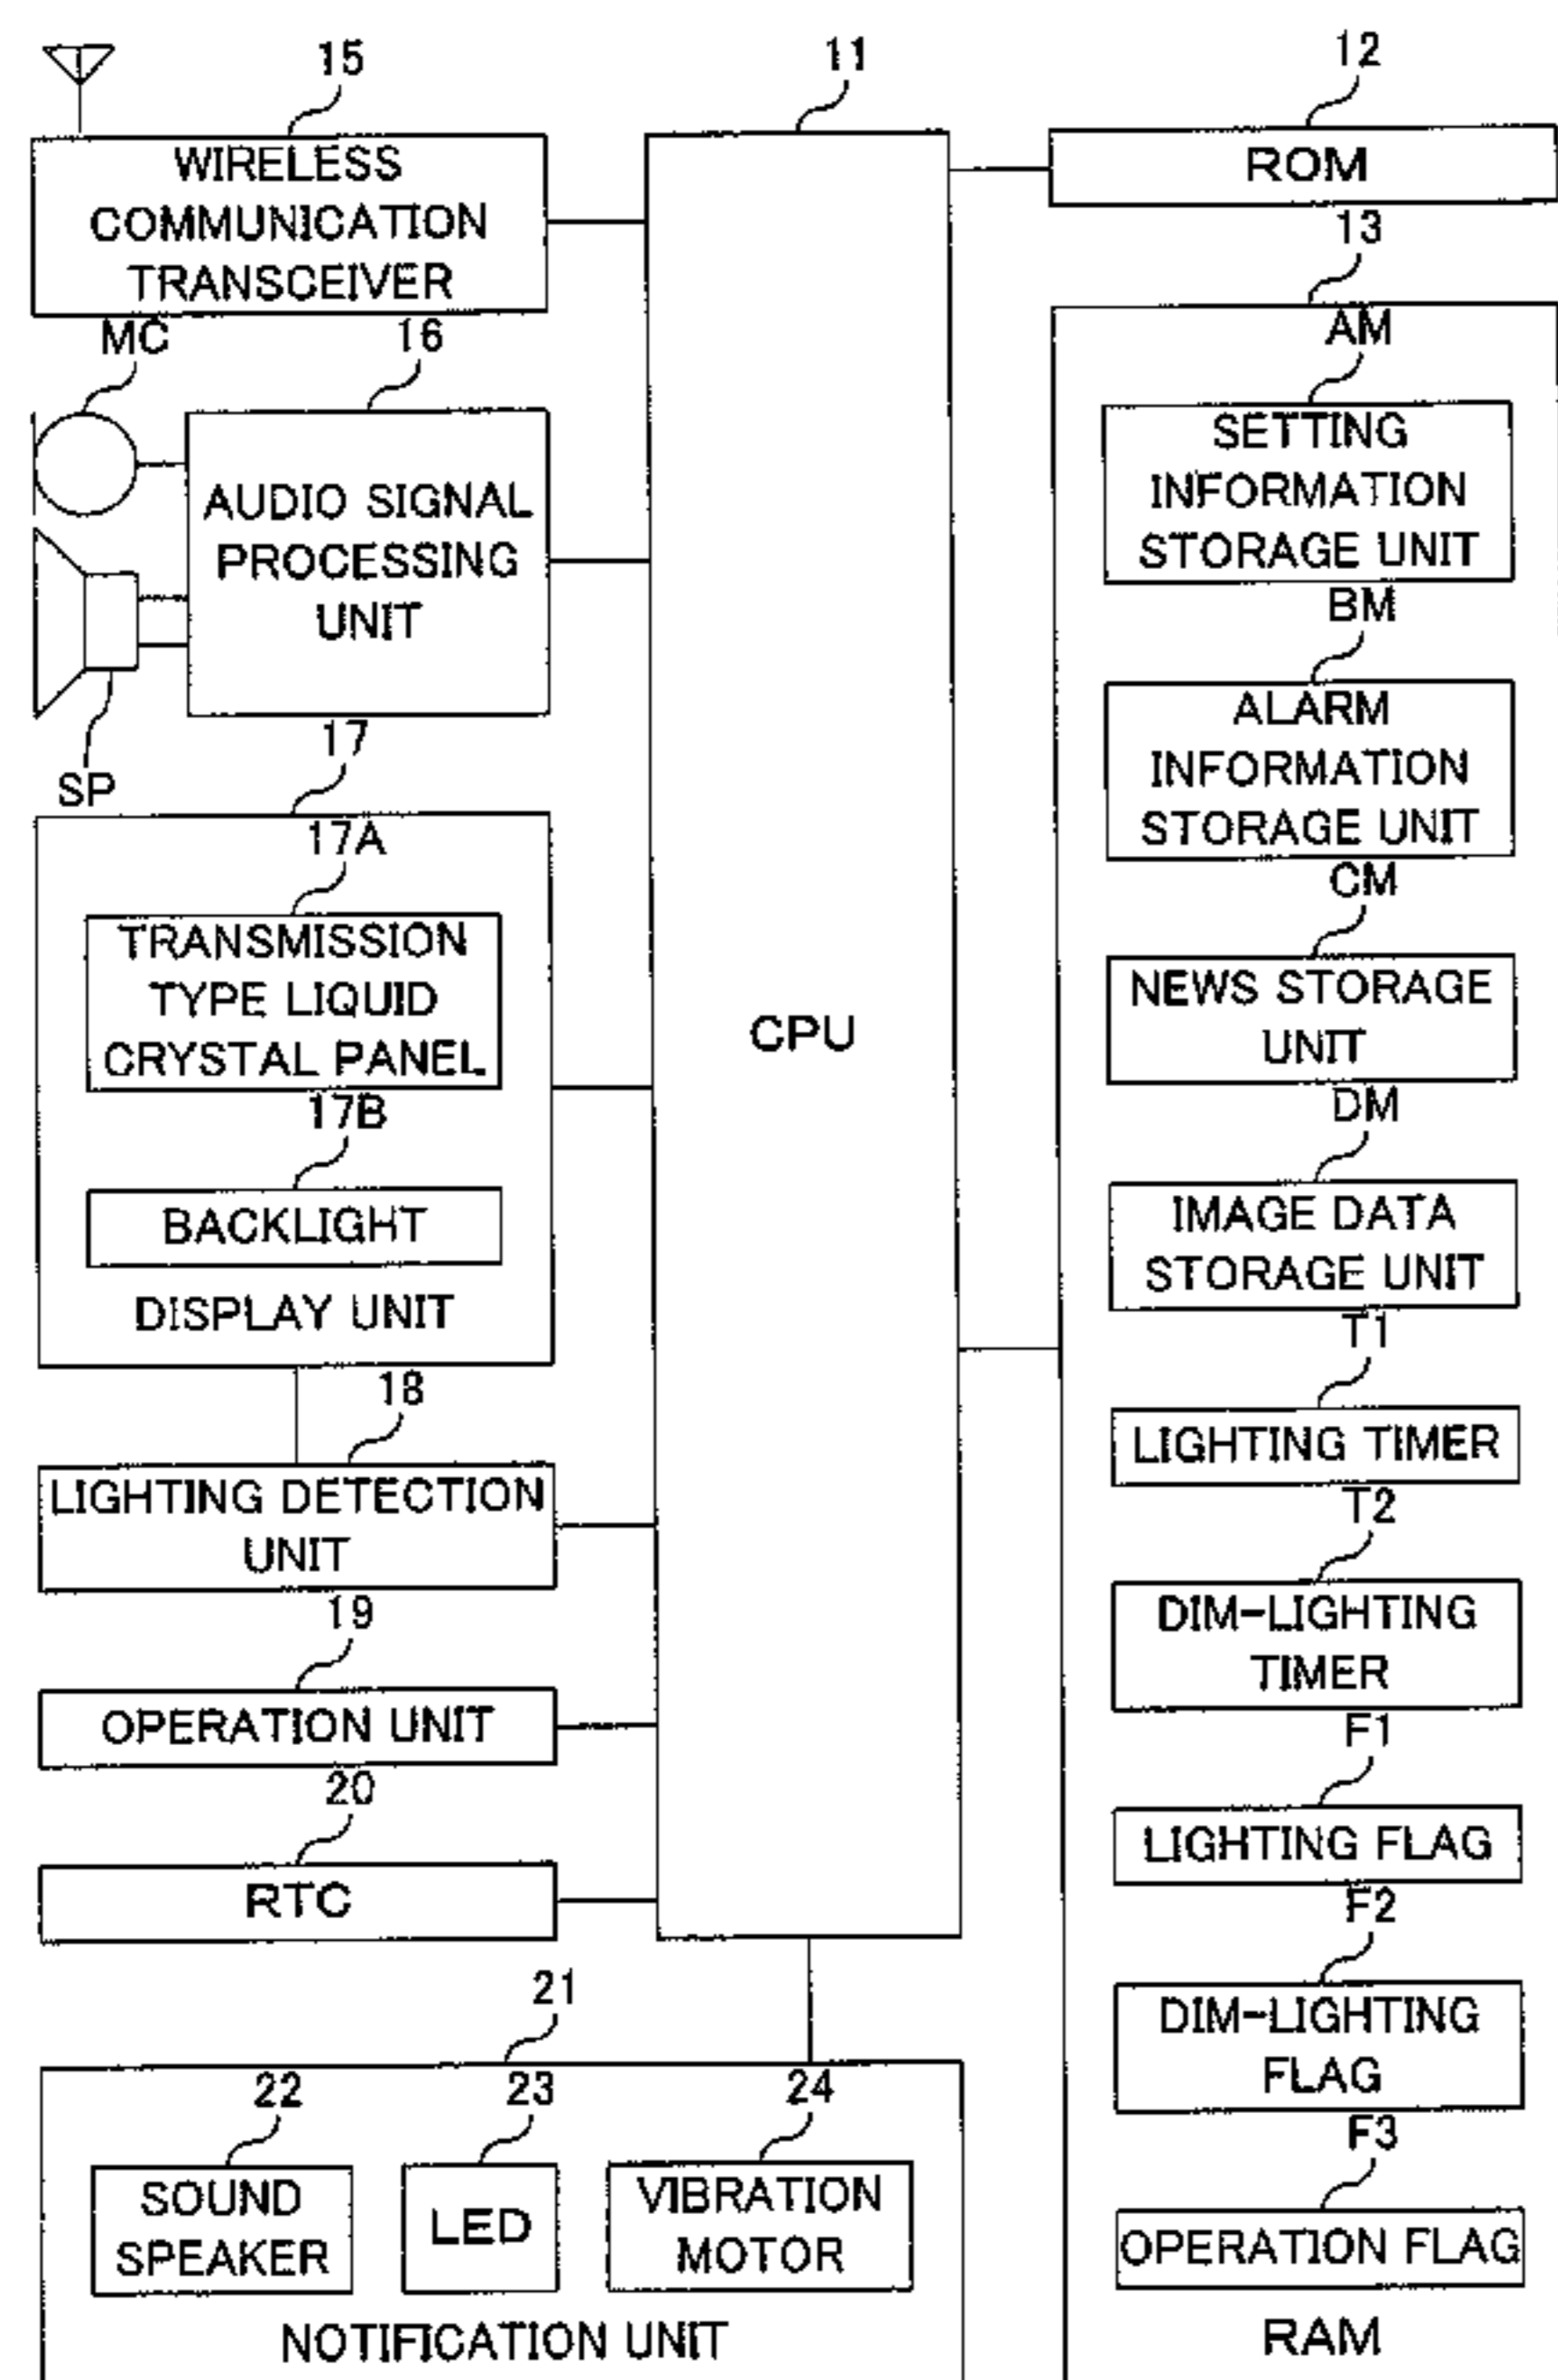 15
WIRELESS
COMMUNICATION
TRANSCEIVER
MC
16
AUDIO SIGNAL
PROCESSING
UNIT
SP
17
17A
TRANSMISSION
TYPE LIQUID
CRYSTAL PANEL
17B
BACKLIGHT
DISPLAY UNIT
18
LIGHTING DETECTION
UNIT
19
OPERATION UNIT
20
RTC
11
CPU
21
22
SOUND
SPEAKER
23
LED
24
VIBRATION
MOTOR
NOTIFICATION UNIT
12
ROM
13
AM
SETTING
INFORMATION
STORAGE UNIT
BM
ALARM
INFORMATION
STORAGE UNIT
CM
NEWS STORAGE
UNIT
DM
IMAGE DATA
STORAGE UNIT
T1
LIGHTING TIMER
T2
DIM-LIGHTING
TIMER
F1
LIGHTING FLAG
F2
DIM-LIGHTING
FLAG
F3
OPERATION FLAG
RAM